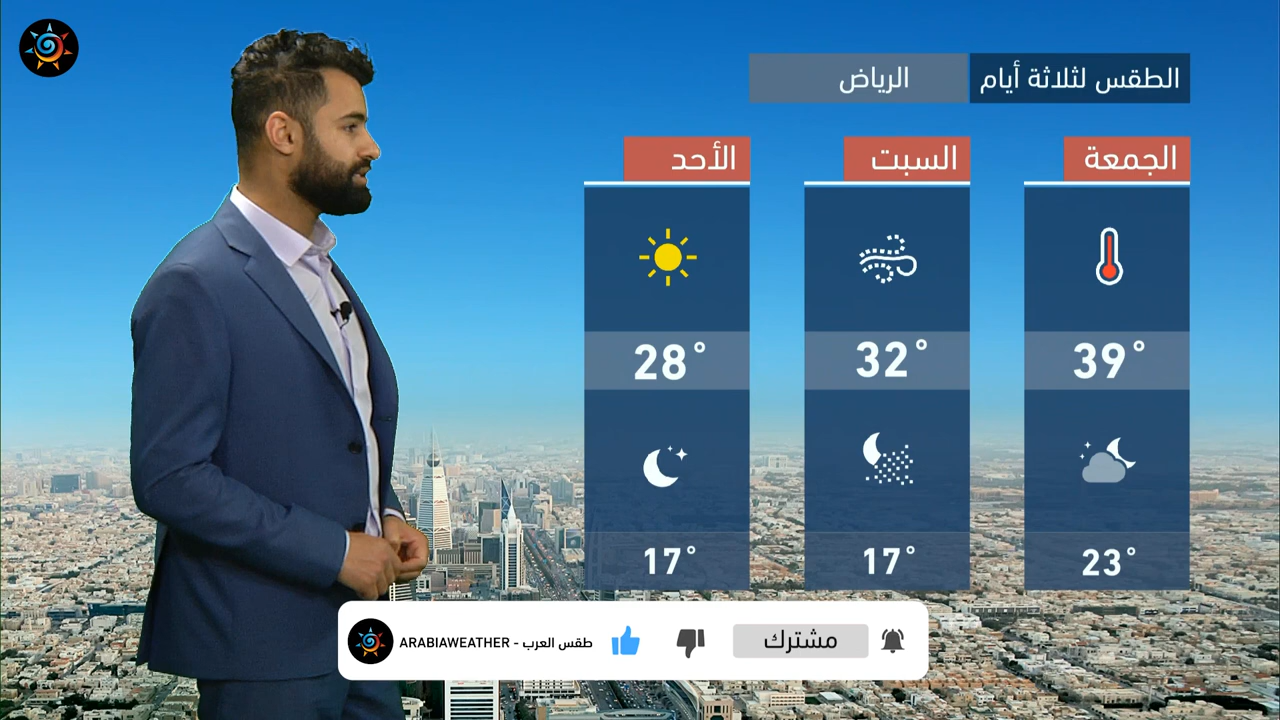 الطقس لثلاثة أيام
الرياض
الجمعة
السبت
الأحد
39°
32°
28°
23°
17°
17°
ARABIAWEATHER - طقس العرب
مشترك